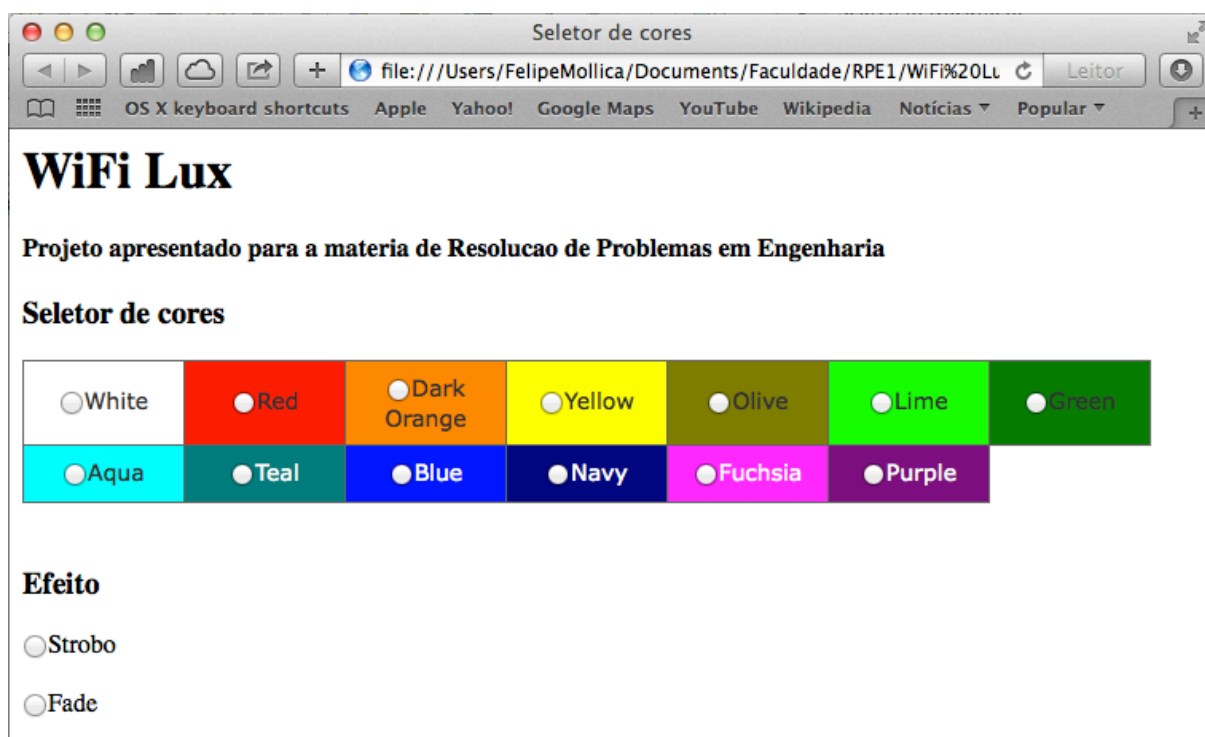 Seletor de cores
file:///Users/FelipeMollica/Documents/Faculdade/RPE1/WiFi%20Lu Leitor
OS X keyboard shortcuts Apple Yahoo! Google Maps YouTube Wikipedia Notícias Popular
WiFi Lux
Projeto apresentado para a materia de Resolucao de Problemas em Engenharia
Seletor de cores
White Red Dark Orange Yellow Olive Lime Green
Aqua Teal Blue Navy Fuchsia Purple
Efeito
Strobo
Fade